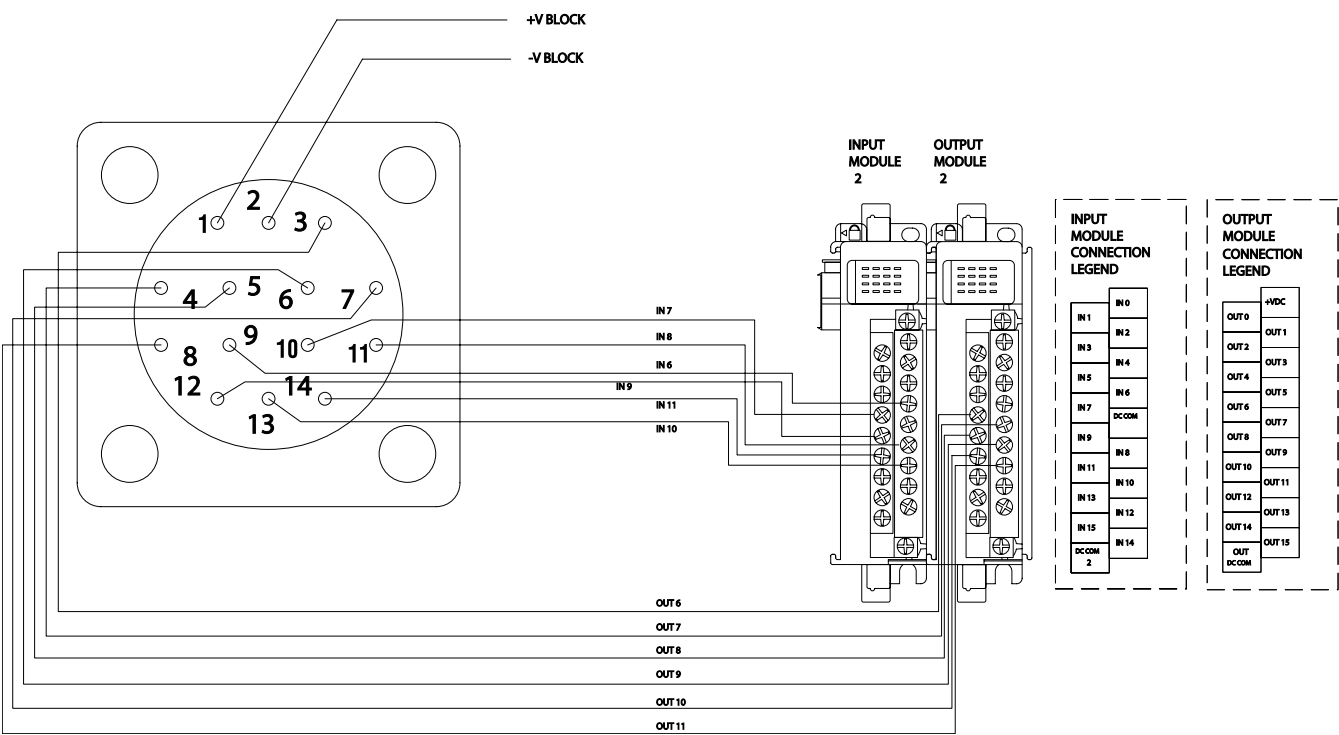 +V BLOCK
-V BLOCK
INPUT
MODULE
2
OUTPUT
MODULE
2
1
2
3
4
5
6
7
8
9
10
11
12
13
14
IN 7
IN 8
IN 6
IN 9
IN 11
IN 10
OUT 6
OUT 7
OUT 8
OUT 9
OUT 10
OUT 11
INPUT
MODULE
CONNECTION
LEGEND
IN 0
IN 1
IN 2
IN 3
IN 4
IN 5
IN 6
IN 7
DC COM
IN 9
IN 8
IN 11
IN 10
IN 13
IN 12
IN 15
IN 14
DC COM
2
OUTPUT
MODULE
CONNECTION
LEGEND
+VDC
OUT 0
OUT 1
OUT 2
OUT 3
OUT 4
OUT 5
OUT 6
OUT 7
OUT 8
OUT 9
OUT 10
OUT 11
OUT 12
OUT 13
OUT 14
OUT 15
OUT
DC COM